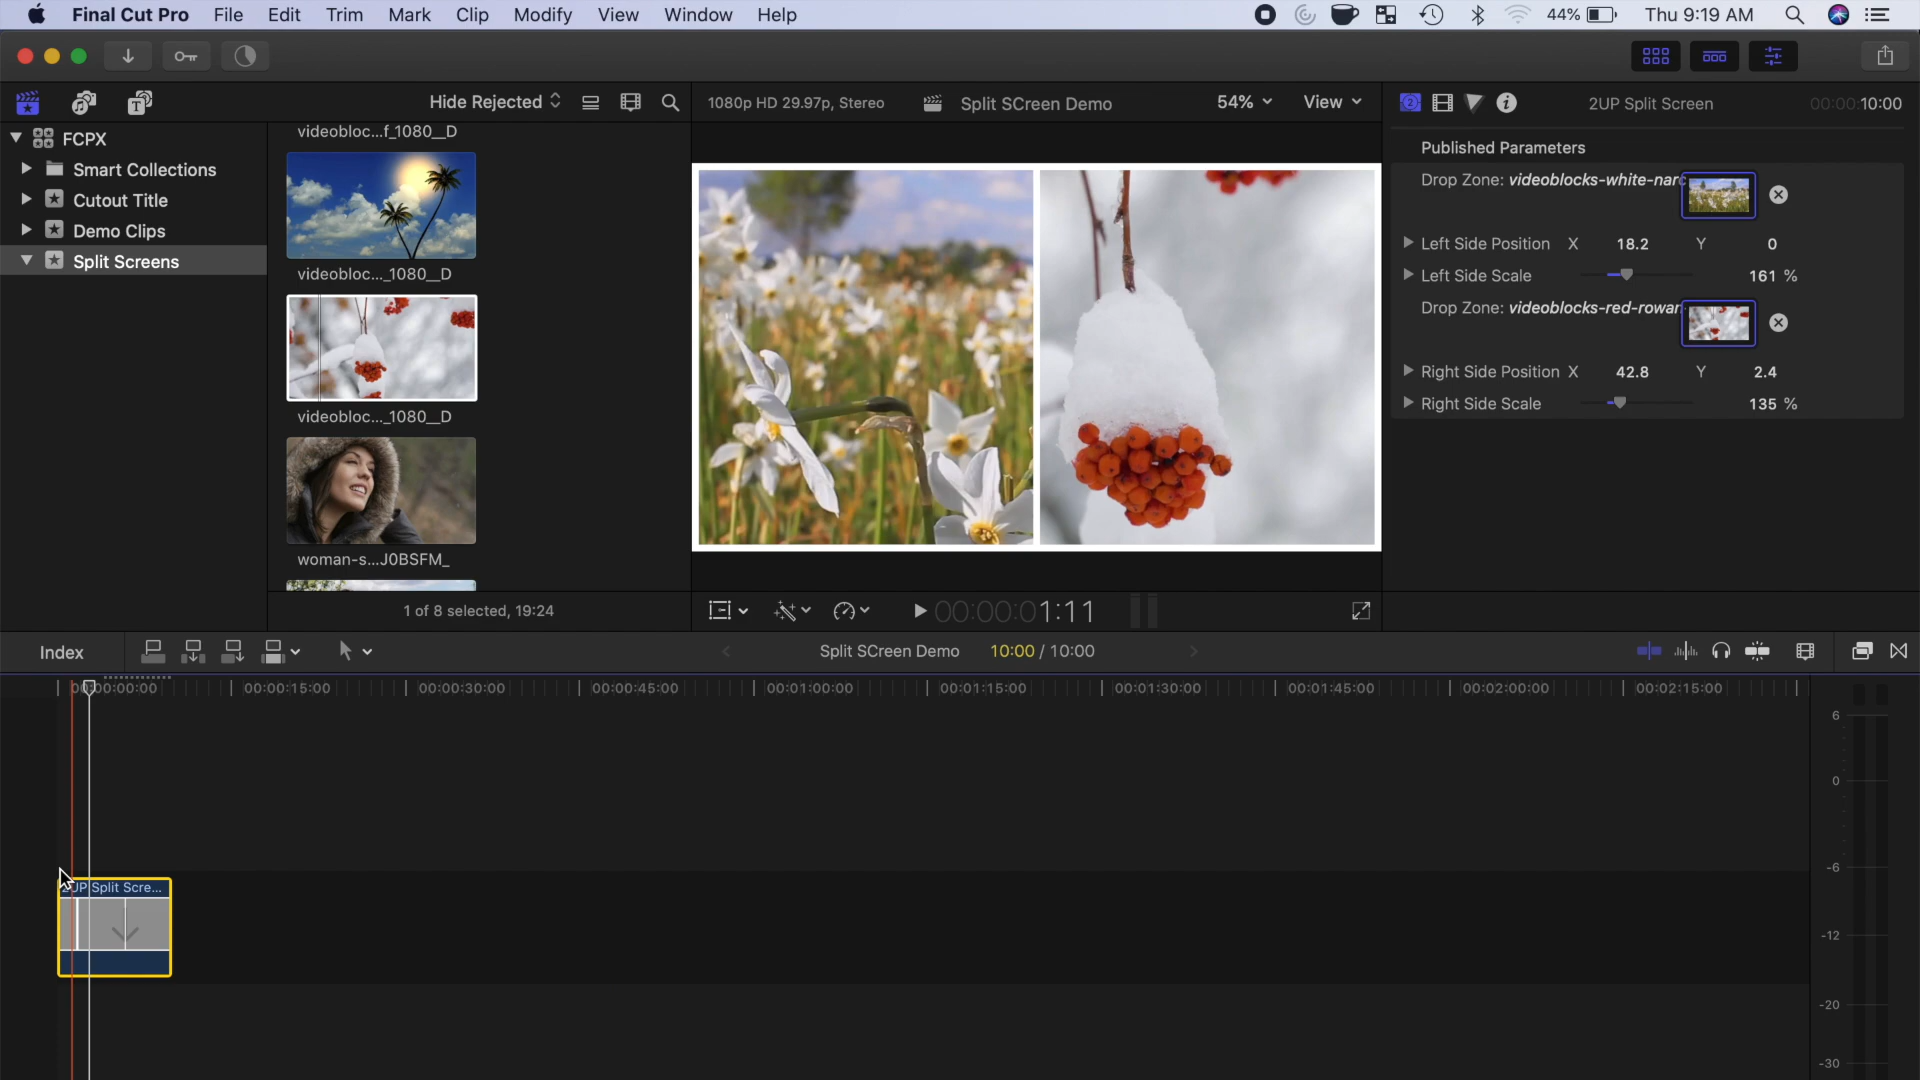 Final Cut Pro File Edit Trim Mark Clip Modify View Window Help 44% Thu 9:19 AM
Hide Rejected
1080p HD 29.97p, Stereo
Split SCreen Demo
54%
View
2UP Split Screen
00:00:10:00
FCPX
Smart Collections
Cutout Title
Demo Clips
Split Screens
videobloc...f_1080__D
videobloc..._1080__D
videobloc..._1080__D
woman-s...J0BSFM_
1 of 8 selected, 19:24
00:00:01:11
Published Parameters
Drop Zone: videoblocks-white-narc
Left Side Position X 18.2 Y 0
Left Side Scale 161 %
Drop Zone: videoblocks-red-rowan
Right Side Position X 42.8 Y 2.4
Right Side Scale 135 %
Index
Split SCreen Demo 10:00 / 10:00
00:00:00:00 00:00:15:00 00:00:30:00 00:00:45:00 00:01:00:00 00:01:15:00 00:01:30:00 00:01:45:00 00:02:00:00 00:02:15:00
2UP Split Scre...
6
0
-6
-12
-20
-30